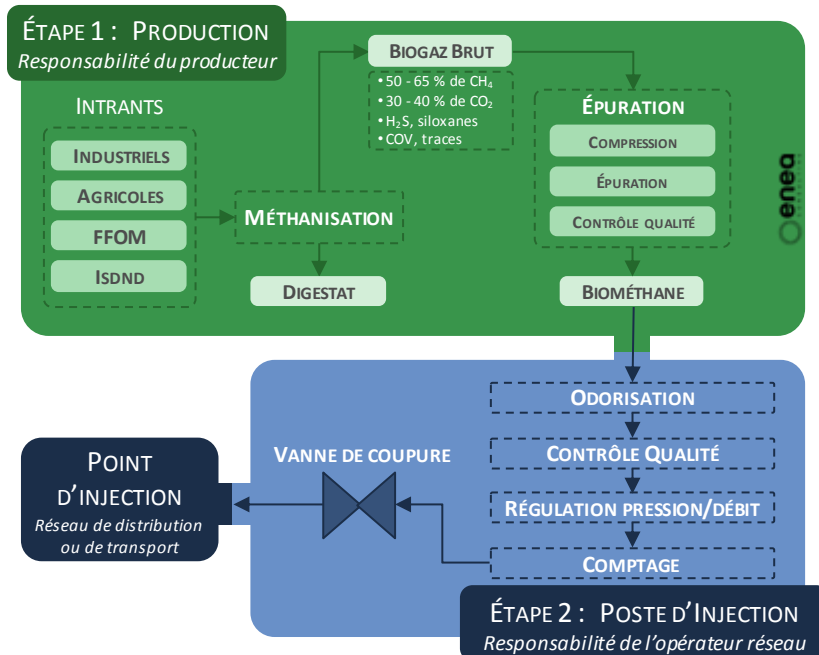 ÉTAPE 1 : PRODUCTION
Responsabilité du producteur
INTRANTS
INDUSTRIELS
AGRICOLES
FFOM
ISDND
MÉTHANISATION
DIGESTAT
BIOGAZ BRUT
• 50 - 65 % de CH₄
• 30 - 40 % de CO₂
• H₂S, siloxanes
• COV, traces
ÉPURATION
COMPRESSION
ÉPURATION
CONTRÔLE QUALITÉ
BIOMÉTHANE
enea
ODORISATION
CONTRÔLE QUALITÉ
RÉGULATION PRESSION/DÉBIT
COMPTAGE
VANNE DE COUPURE
POINT
D'INJECTION
Réseau de distribution
ou de transport
ÉTAPE 2 : POSTE D'INJECTION
Responsabilité de l'opérateur réseau